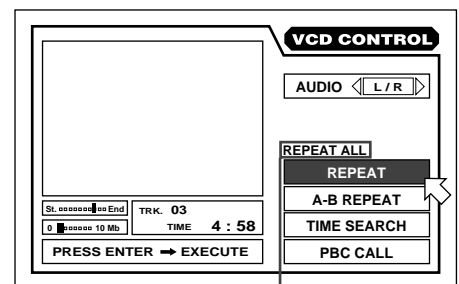 VCD CONTROL
AUDIO L / R
REPEAT ALL
REPEAT
A-B REPEAT
TIME SEARCH
PBC CALL
St. End
0 10 Mb
TRK. 03
TIME 4 : 58
PRESS ENTER ➞ EXECUTE